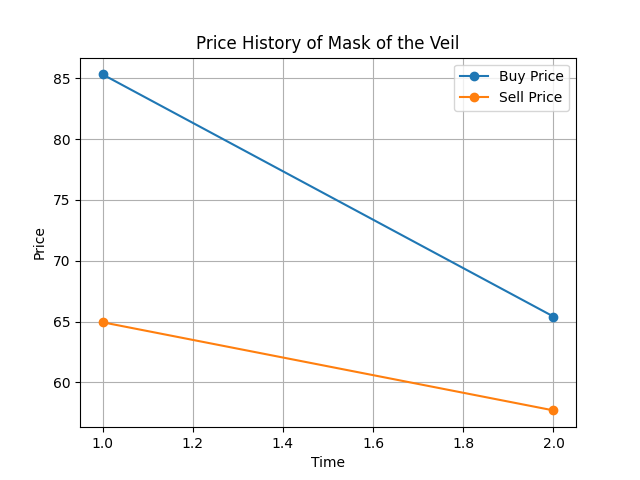 Price History of Mask of the Veil
Buy Price
Sell Price
85
80
75
70
65
60
Price
1.0 1.2 1.4 1.6 1.8 2.0
Time